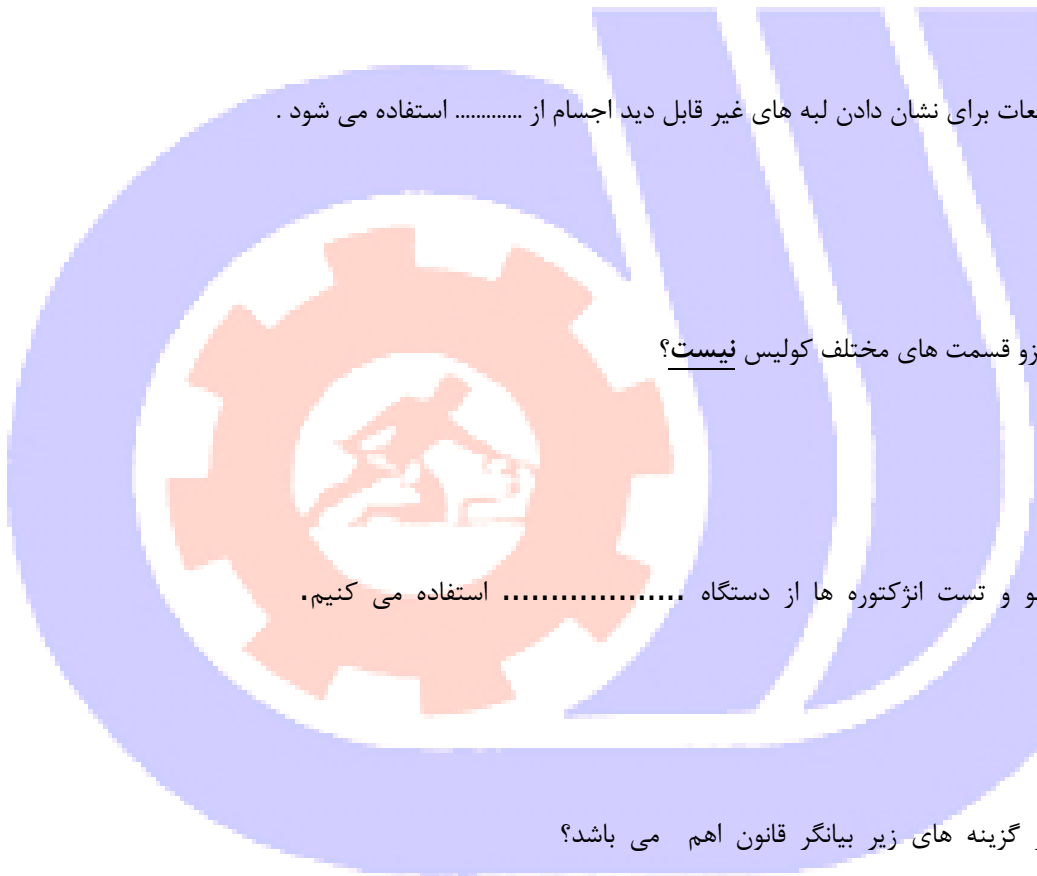 عات برای نشان دادن لبه های غیر قابل دید اجسام از ............ استفاده می شود .
زو قسمت های مختلف کولیس نیست؟
و و تست انژکتوره ها از دستگاه ................... استفاده می کنیم.
گزینه های زیر بیانگر قانون اهم می باشد؟